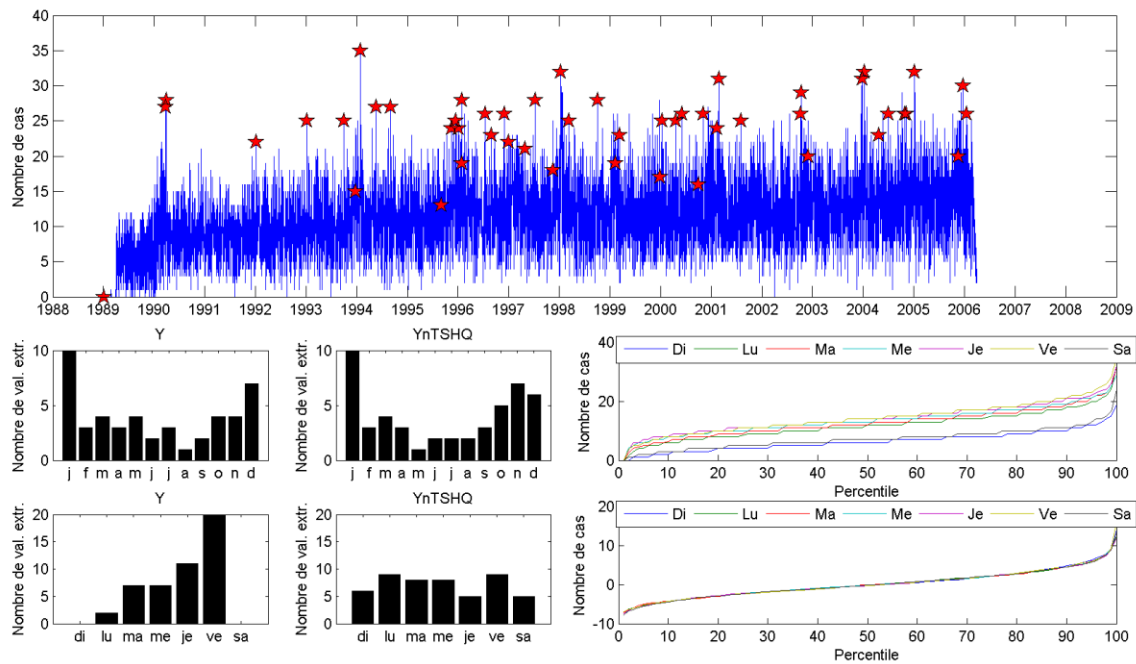 40
35
30
25
20
15
10
5
0
Nombre de cas
1988 1989 1990 1991 1992 1993 1994 1995 1996 1997 1998 1999 2000 2001 2002 2003 2004 2005 2006 2007 2008 2009
Y
10
5
0
Nombre de val. extr.
j f m a m j j a s o n d
YnTSHQ
10
5
0
Nombre de val. extr.
j f m a m j j a s o n d
Di Lu Ma Me Je Ve Sa
40
20
0
Nombre de cas
0 10 20 30 40 50 60 70 80 90 100
Percentile
Y
20
15
10
5
0
Nombre de val. extr.
di lu ma me je ve sa
YnTSHQ
20
15
10
5
0
Nombre de val. extr.
di lu ma me je ve sa
Di Lu Ma Me Je Ve Sa
20
10
0
-10
Nombre de cas
0 10 20 30 40 50 60 70 80 90 100
Percentile